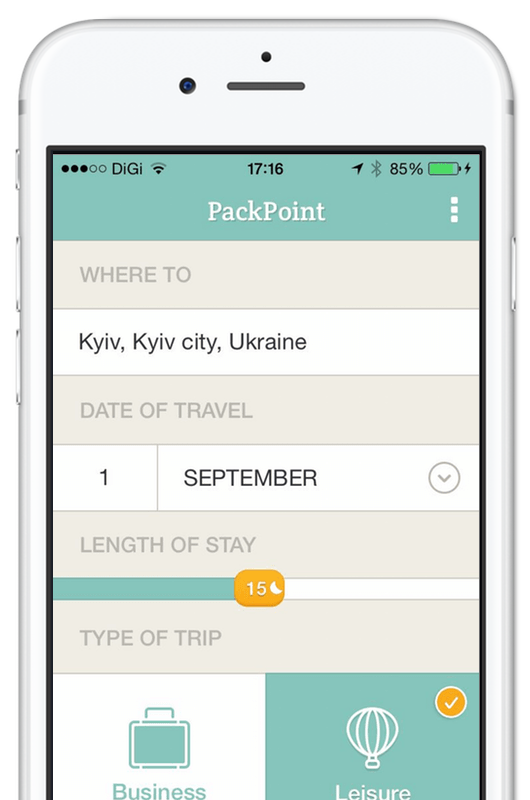 DiGi 17:16 85%
PackPoint
WHERE TO
Kyiv, Kyiv city, Ukraine
DATE OF TRAVEL
1 SEPTEMBER
LENGTH OF STAY
15
TYPE OF TRIP
Business Leisure